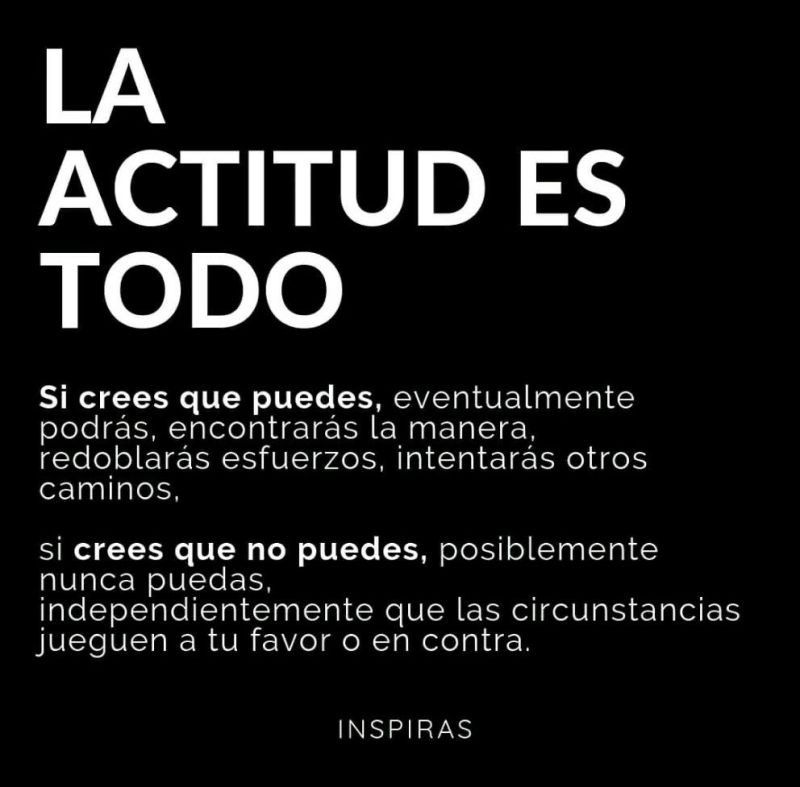 LA
ACTITUD ES
TODO
Si crees que puedes, eventualmente
podrás, encontrarás la manera,
redoblarás esfuerzos, intentarás otros
caminos,
si crees que no puedes, posiblemente
nunca puedas,
independientemente que las circunstancias
jueguen a tu favor o en contra.
INSPIRAS